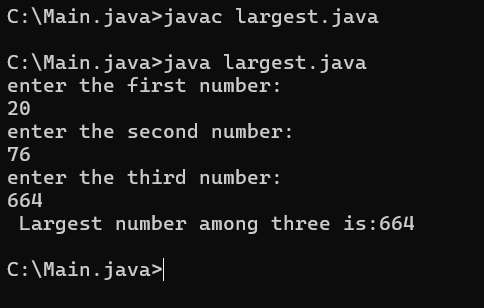 C:\Main.java>javac largest.java
C:\Main.java>java largest.java
enter the first number:
20
enter the second number:
76
enter the third number:
664
 Largest number among three is:664
C:\Main.java>